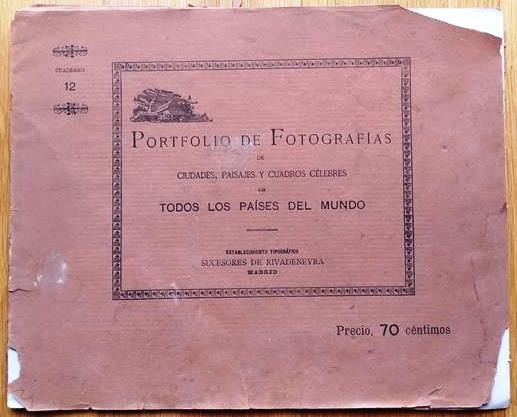 CUADERNO
12
PORTFOLIO DE FOTOGRAFÍAS
DE
CIUDADES, PAISAJES Y CUADROS CÉLEBRES
DE
TODOS LOS PAÍSES DEL MUNDO
ESTABLECIMIENTO TIPOGRÁFICO
SUCESORES DE RIVADENEYRA
MADRID
Precio, 70 céntimos